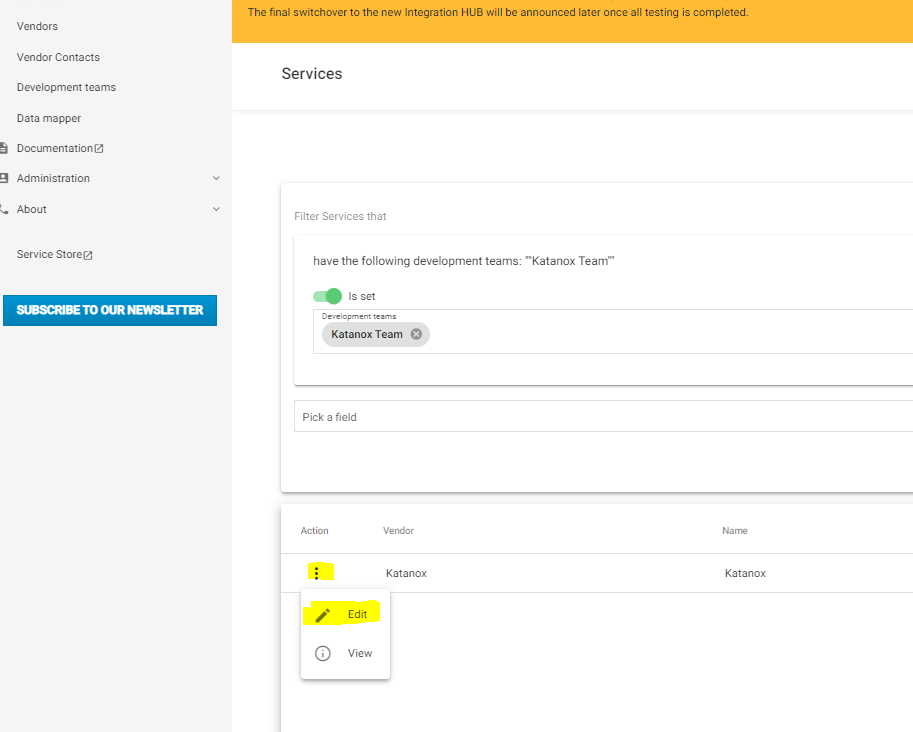 The final switchover to the new Integration HUB will be announced later once all testing is completed.
Vendors
Vendor Contacts
Development teams
Data mapper
Documentation
Administration
About
Service Store
SUBSCRIBE TO OUR NEWSLETTER
Services
Filter Services that
have the following development teams: ""Katanox Team""
Is set
Development teams
Katanox Team
Pick a field
Action Vendor Name
Katanox Katanox
Edit
View